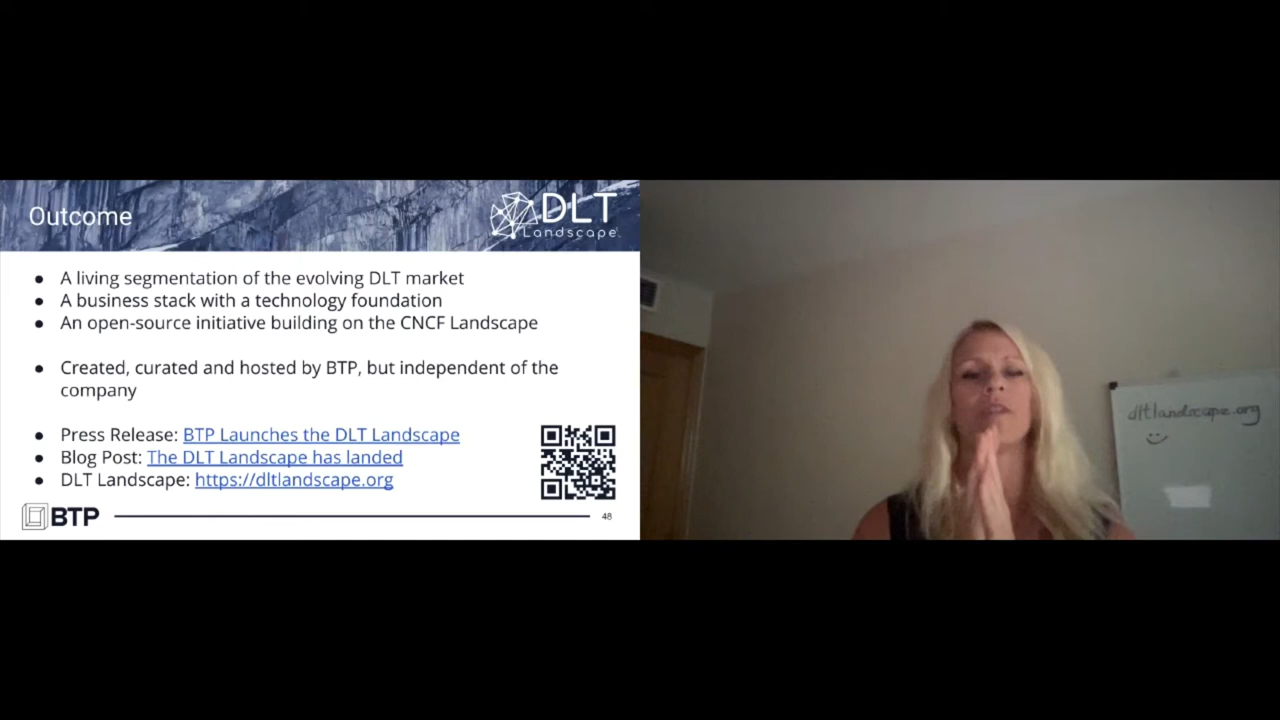 Outcome
DLT
Landscape
A living segmentation of the evolving DLT market
A business stack with a technology foundation
An open-source initiative building on the CNCF Landscape
Created, curated and hosted by BTP, but independent of the
company
Press Release: BTP Launches the DLT Landscape
Blog Post: The DLT Landscape has landed
DLT Landscape: https://dltlandscape.org
BTP
48
dltlandscape.org